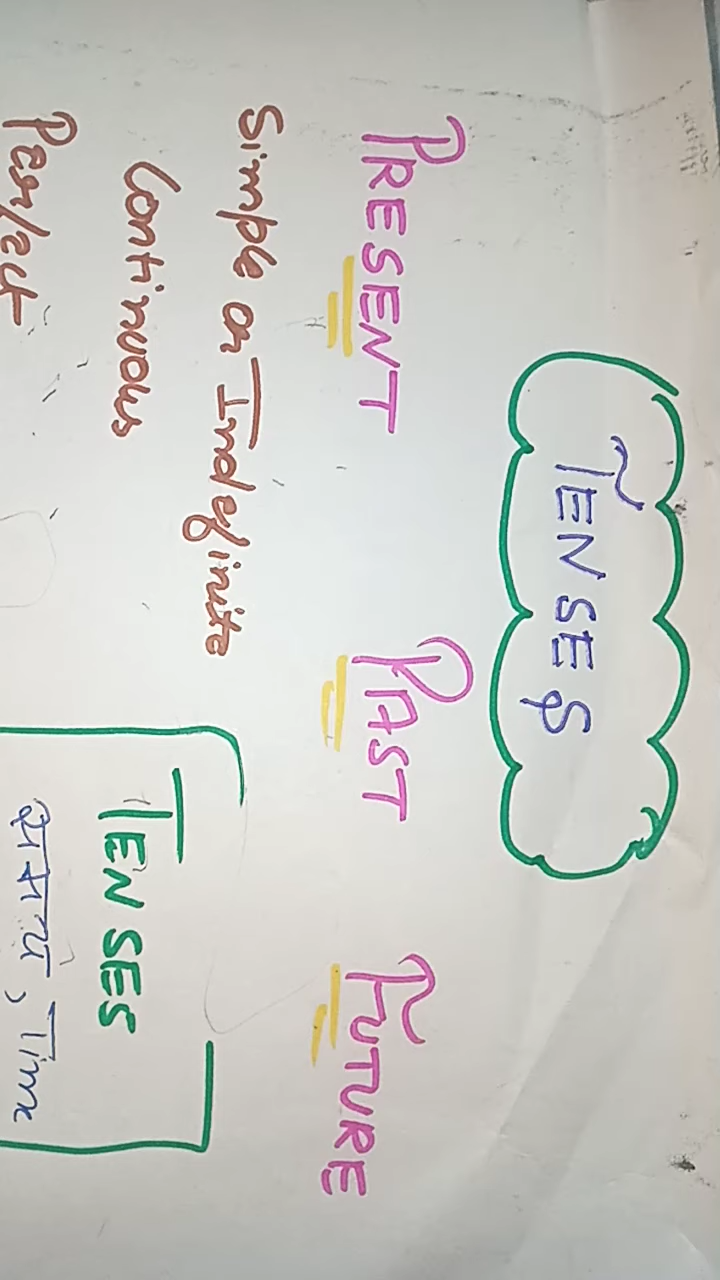 TENSES
PRESENT PAST FUTURE
Simple or Indefinite
Continuous
Perfect
TENSES
समय, Time